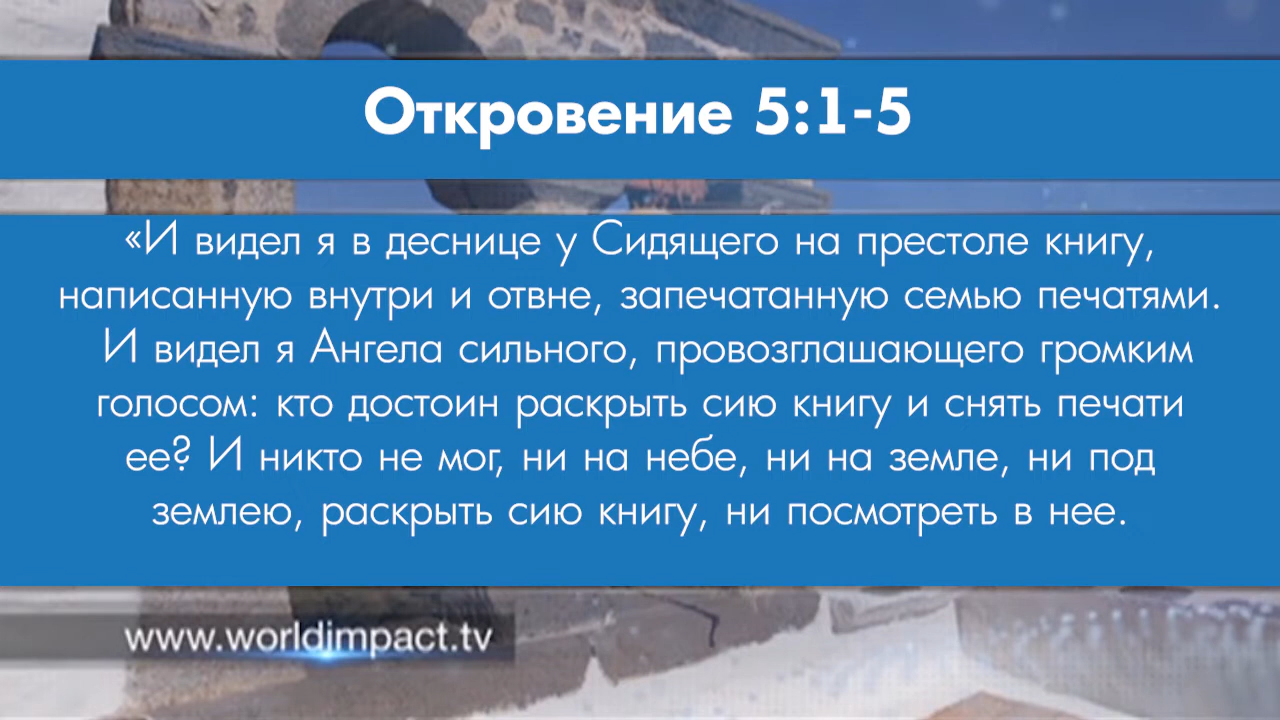 Откровение 5:1-5
«И видел я в деснице у Сидящего на престоле книгу,
написанную внутри и отвне, запечатанную семью печатями.
И видел я Ангела сильного, провозглашающего громким
голосом: кто достоин раскрыть сию книгу и снять печати
ее? И никто не мог, ни на небе, ни на земле, ни под
землею, раскрыть сию книгу, ни посмотреть в нее.
www.worldimpact.tv